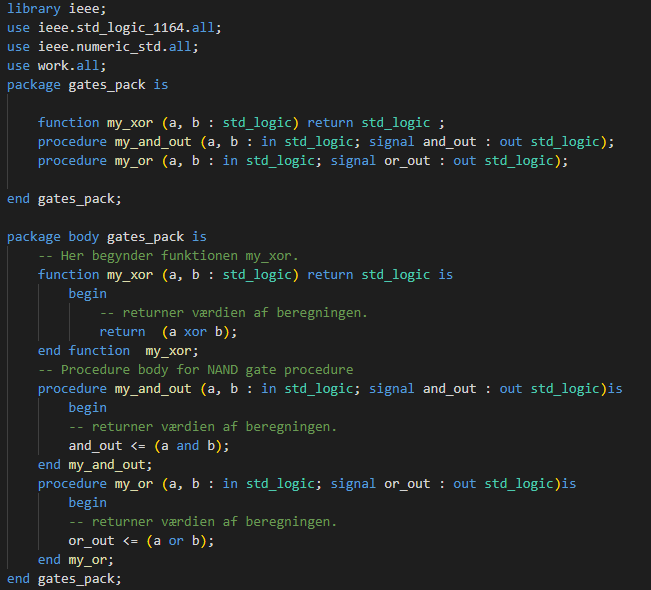 library ieee;
use ieee.std_logic_1164.all;
use ieee.numeric_std.all;
use work.all;
package gates_pack is
function my_xor (a, b : std_logic) return std_logic ;
procedure my_and_out (a, b : in std_logic; signal and_out : out std_logic);
procedure my_or (a, b : in std_logic; signal or_out : out std_logic);
end gates_pack;
package body gates_pack is
-- Her begynder funktionen my_xor.
function my_xor (a, b : std_logic) return std_logic is
begin
-- returner værdien af beregningen.
return  (a xor b);
end function  my_xor;
-- Procedure body for NAND gate procedure
procedure my_and_out (a, b : in std_logic; signal and_out : out std_logic)is
begin
-- returner værdien af beregningen.
and_out <= (a and b);
end my_and_out;
procedure my_or (a, b : in std_logic; signal or_out : out std_logic)is
begin
-- returner værdien af beregningen.
or_out <= (a or b);
end my_or;
end gates_pack;